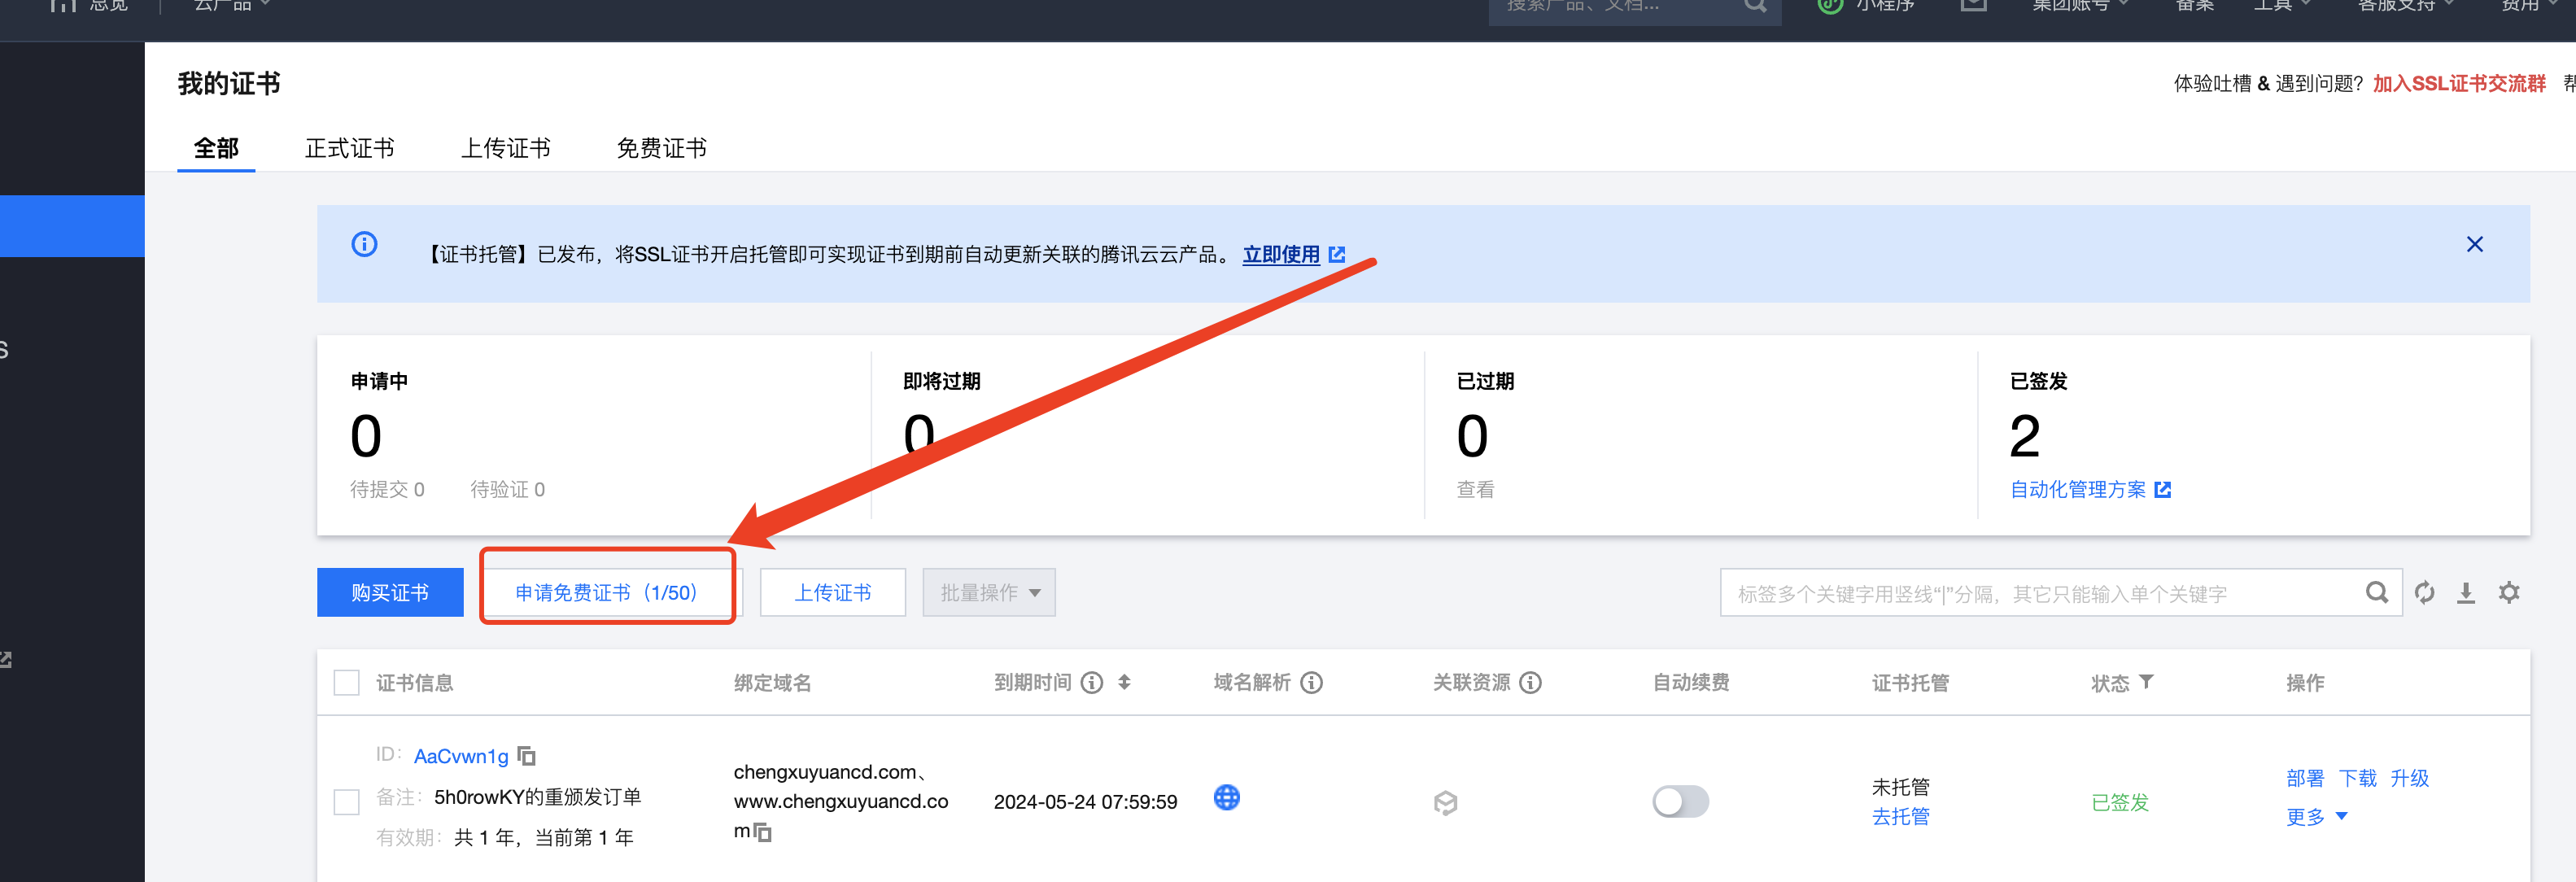 总览 云产品
搜索产品、文档... 小程序 集团账号 备案 工具 客服支持 费用
我的证书
体验吐槽 & 遇到问题? 加入SSL证书交流群 帮
全部 正式证书 上传证书 免费证书
【证书托管】已发布，将SSL证书开启托管即可实现证书到期前自动更新关联的腾讯云云产品。 立即使用
S
申请中 即将过期 已过期 已签发
0 0 0 2
待提交 0 待验证 0 查看 自动化管理方案
购买证书 申请免费证书（1/50） 上传证书 批量操作 标签多个关键字用竖线“|”分隔，其它只能输入单个关键字
证书信息 绑定域名 到期时间 域名解析 关联资源 自动续费 证书托管 状态 操作
ID: AaCvwn1g
备注: 5h0rowKY的重颁发订单
有效期: 共 1 年，当前第 1 年
chengxuyuancd.com、
www.chengxuyuancd.co
m
2024-05-24 07:59:59
未托管
去托管
已签发
部署 下载 升级
更多